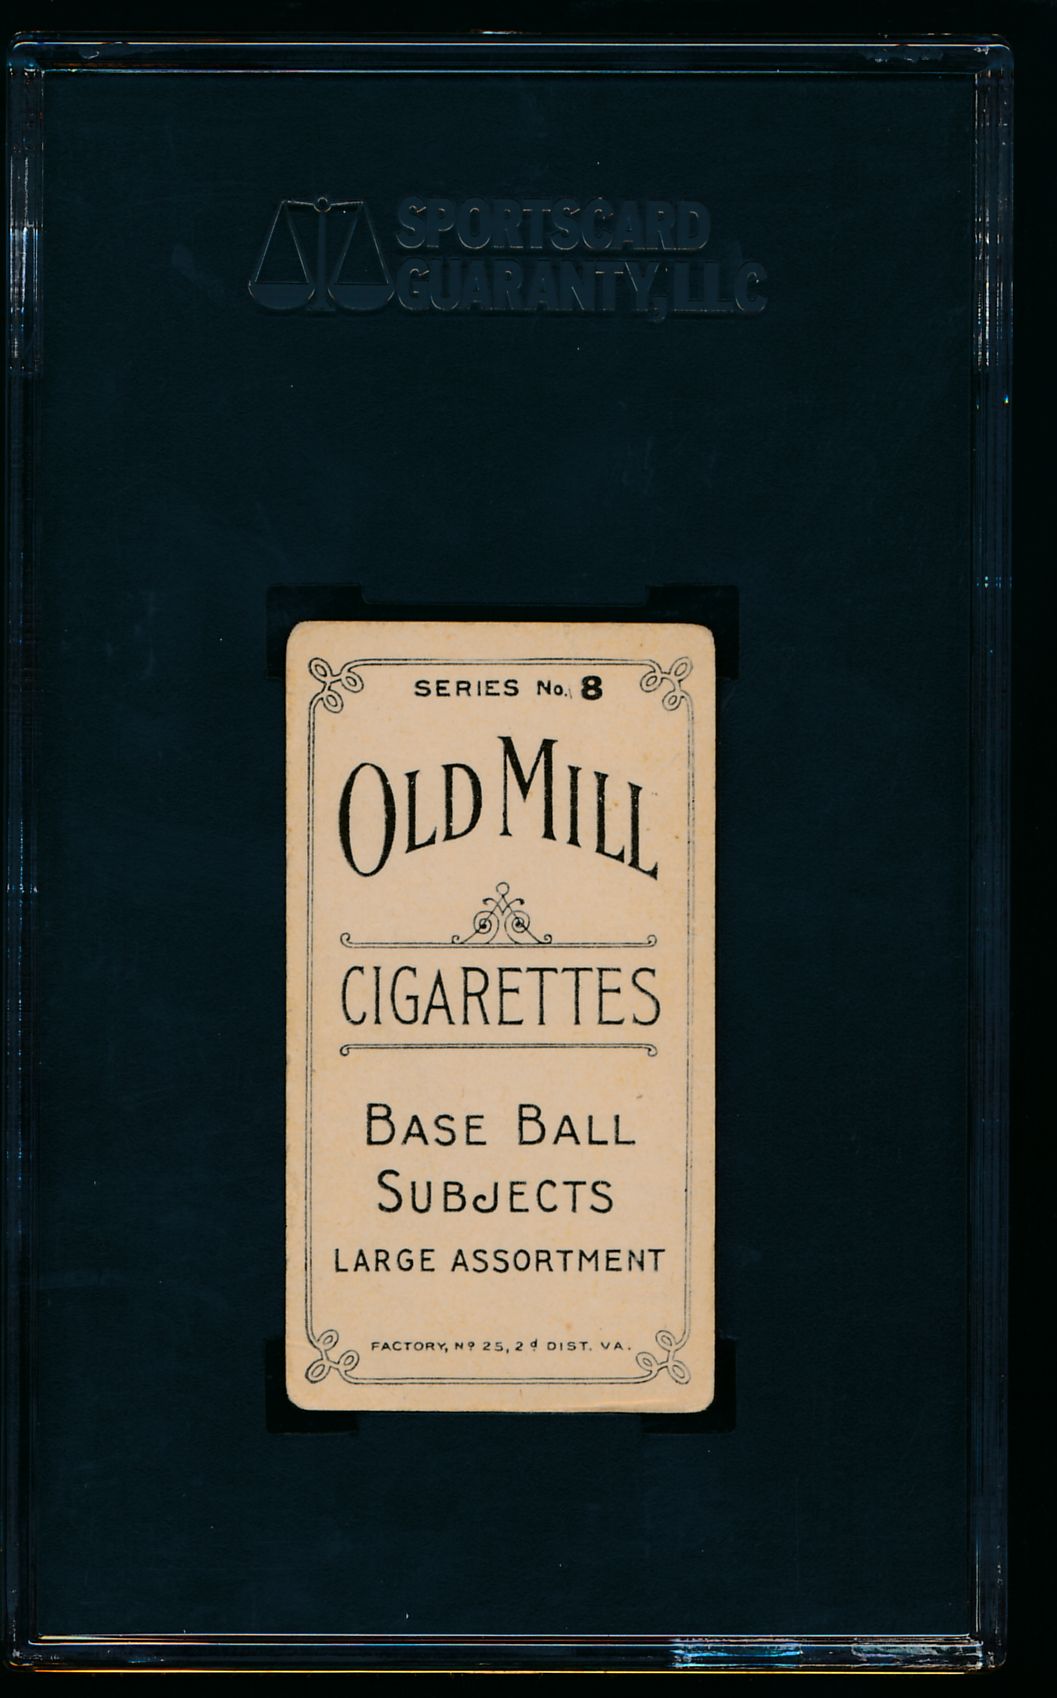 SPORTSCARD
GUARANTY, LLC
SERIES No. 8
OLD MILL
CIGARETTES
BASE BALL
SUBJECTS
LARGE ASSORTMENT
FACTORY, Nº 25, 2d DIST. VA.